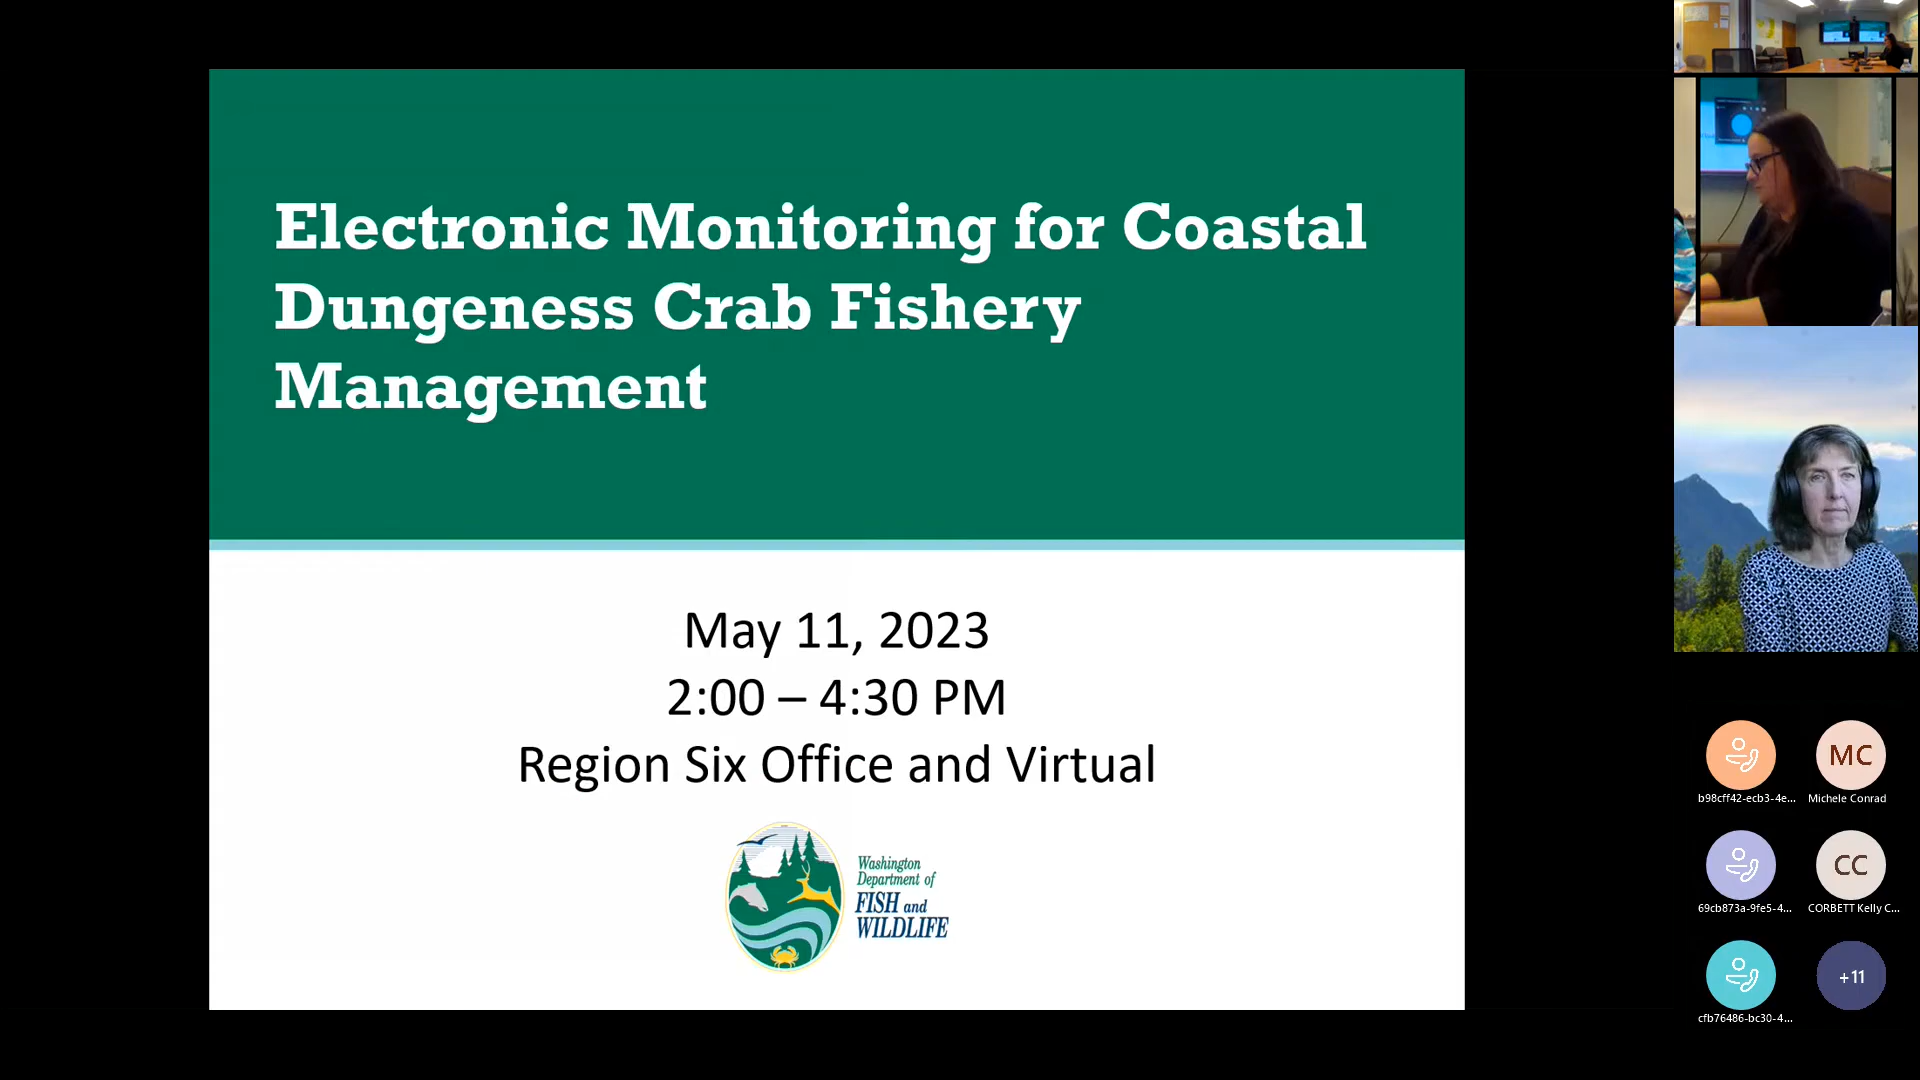 Electronic Monitoring for Coastal
Dungeness Crab Fishery
Management
May 11, 2023
2:00 – 4:30 PM
Region Six Office and Virtual
Washington
Department of
FISH and
WILDLIFE
b98cff42-ecb3-4e...
MC
Michele Conrad
69cb873a-9fe5-4...
CC
CORBETT Kelly C...
cfb76486-bc30-4...
+11